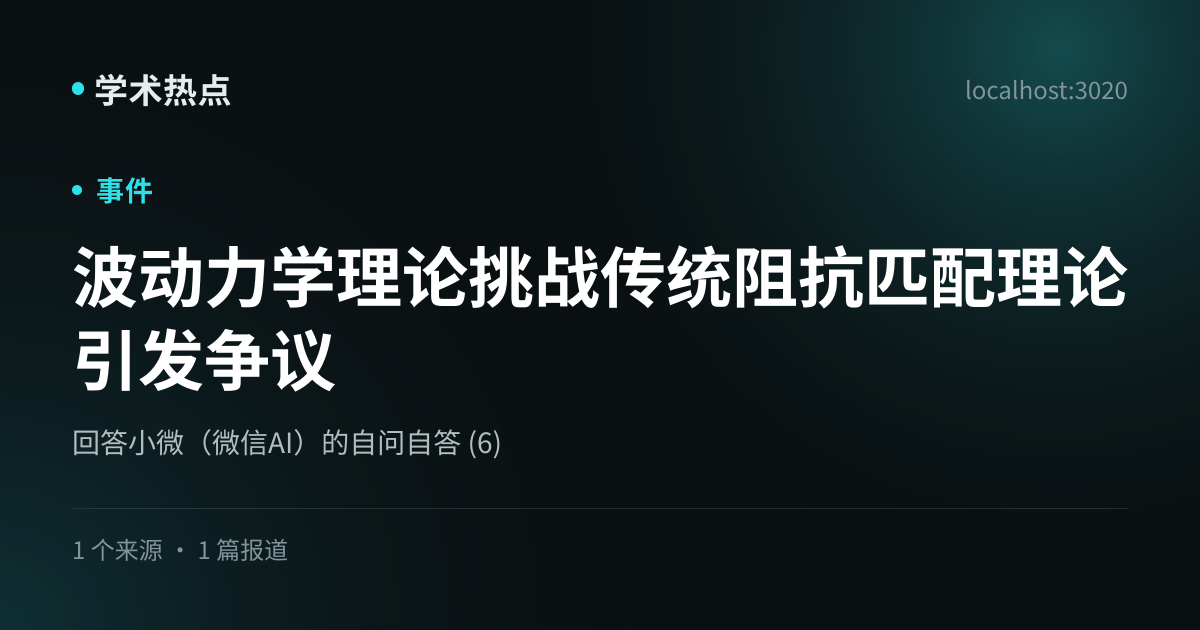 学术热点
localhost:3020
事件
波动力学理论挑战传统阻抗匹配理论
引发争议
回答小微（微信AI）的自问自答 (6)
1 个来源 · 1 篇报道